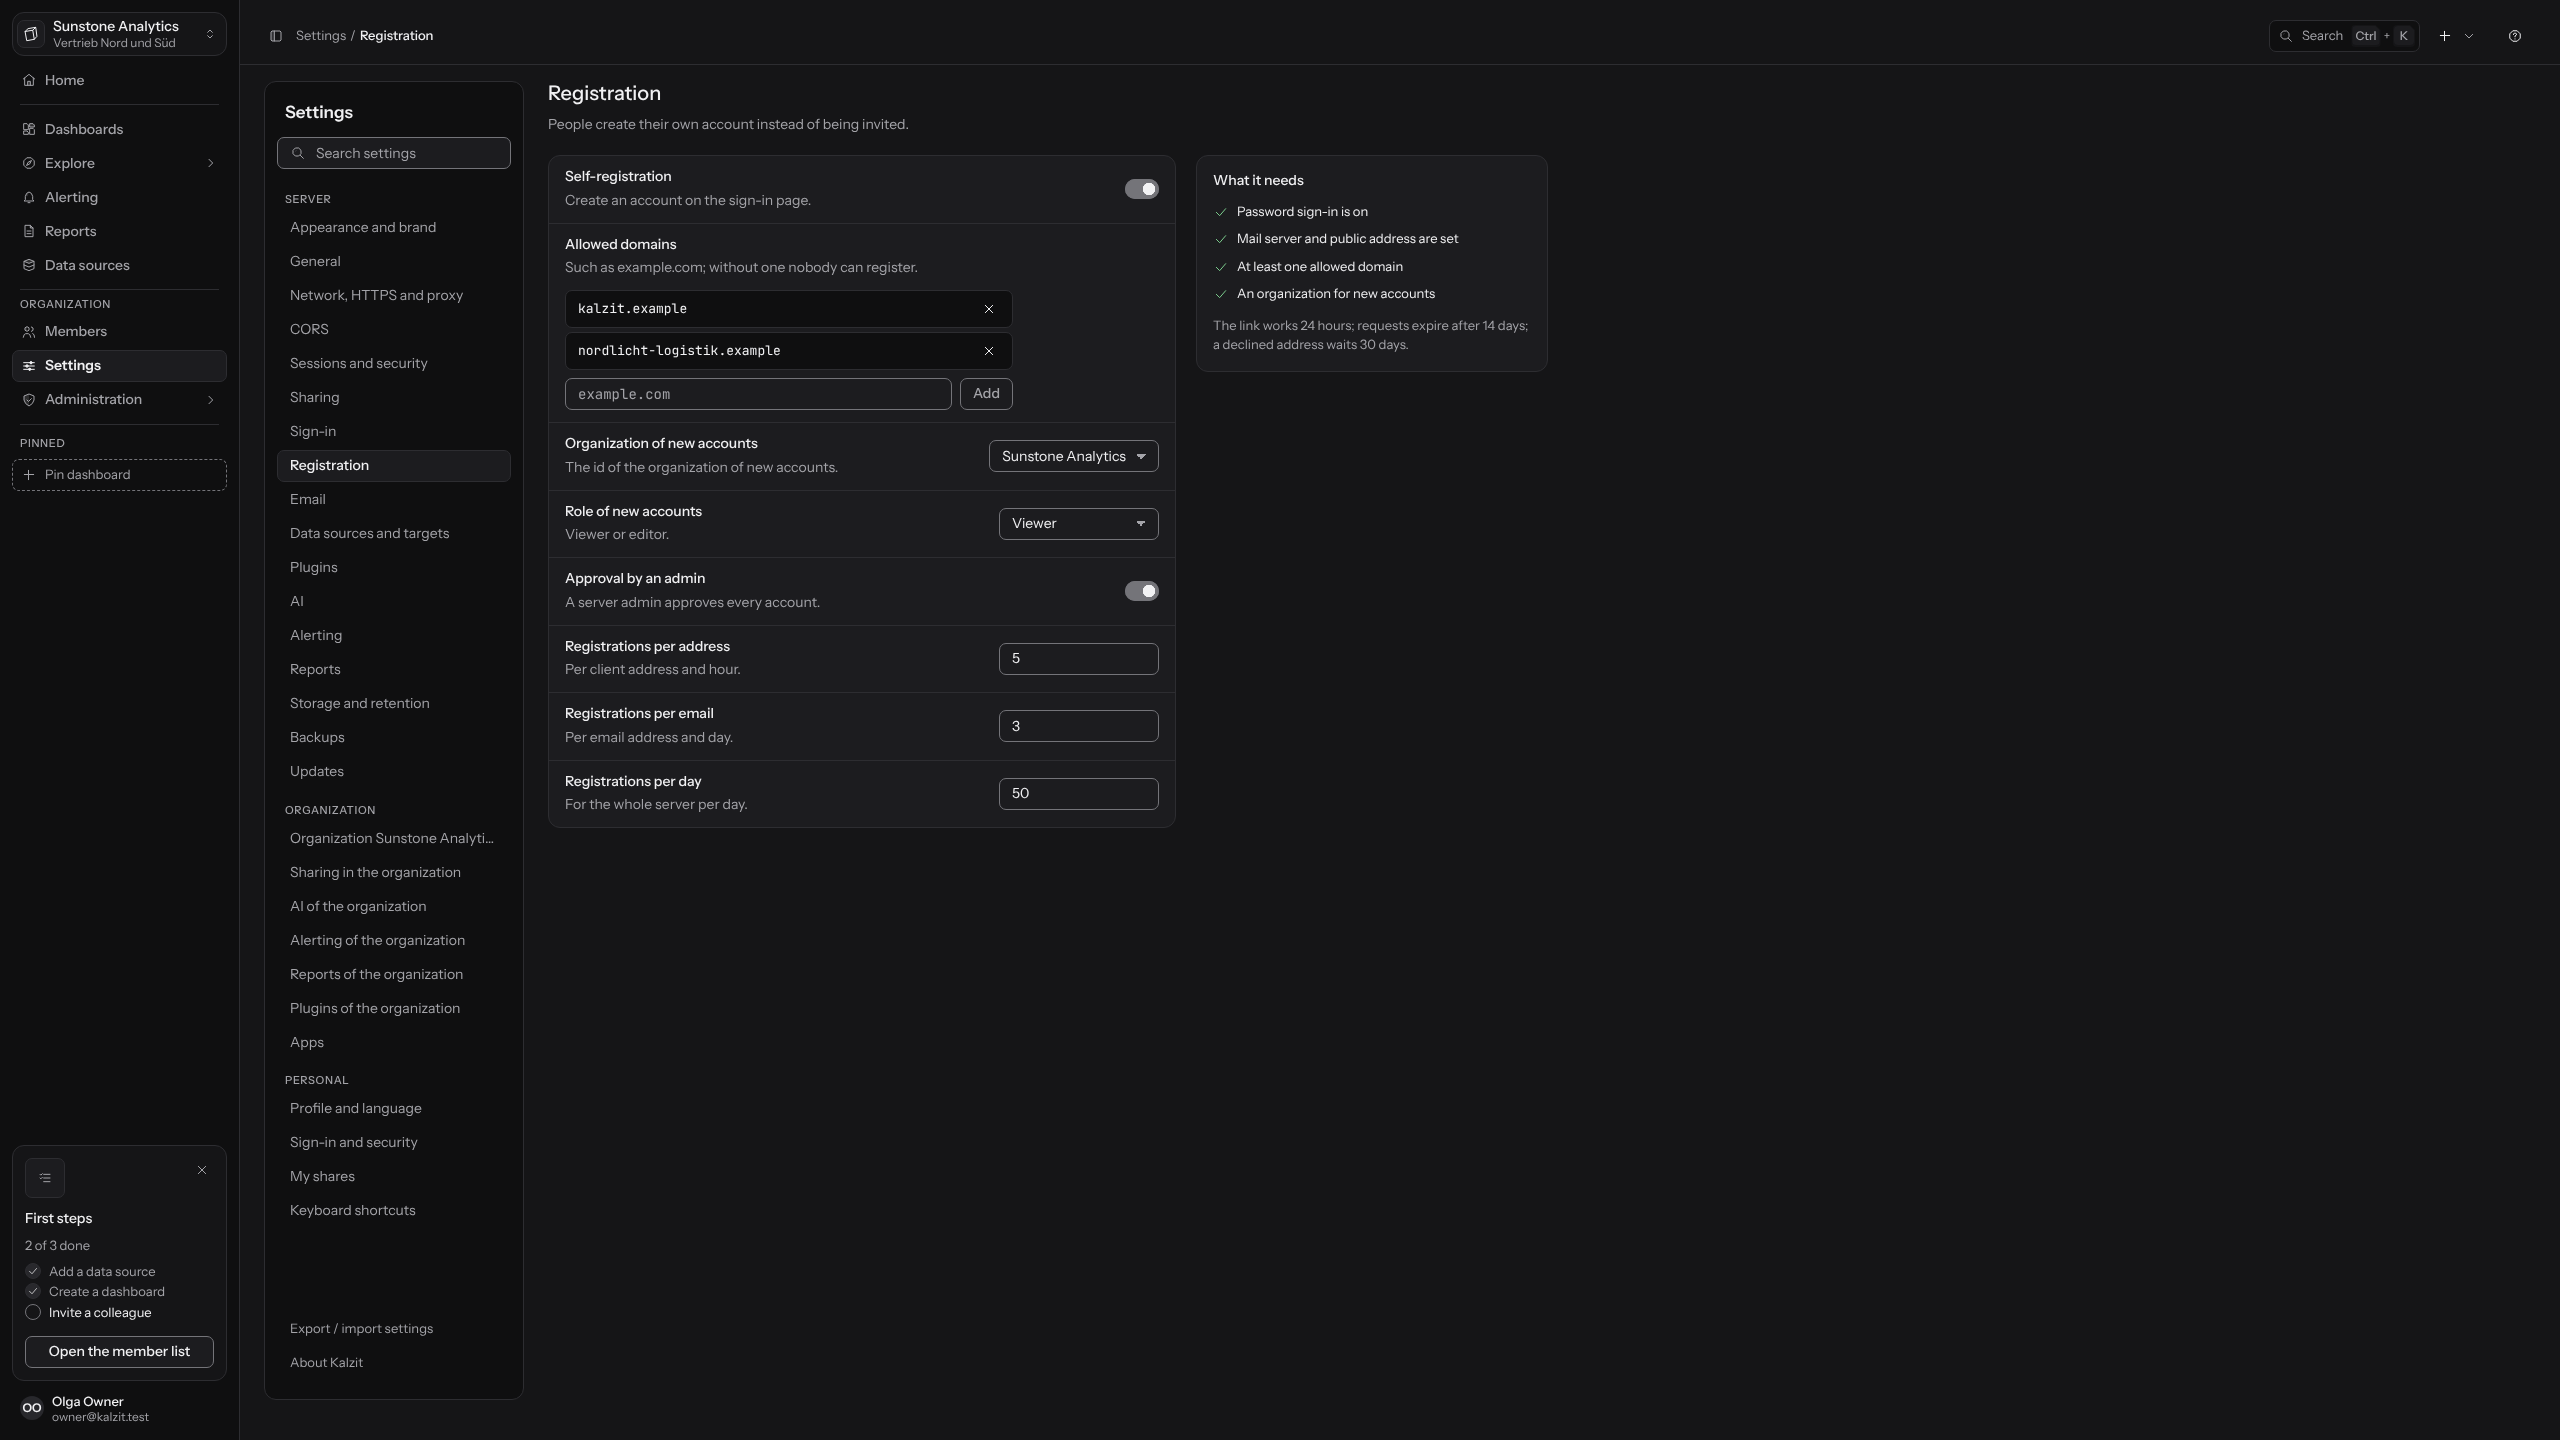 Sunstone Analytics
Vertrieb Nord und Süd
Home
Dashboards
Explore
Alerting
Reports
Data sources
ORGANIZATION
Members
Settings
Administration
PINNED
Pin dashboard
First steps
2 of 3 done
Add a data source
Create a dashboard
Invite a colleague
Open the member list
OO
Olga Owner
owner@kalzit.test
Settings / Registration
Search Ctrl + K
Settings
Search settings
SERVER
Appearance and brand
General
Network, HTTPS and proxy
CORS
Sessions and security
Sharing
Sign-in
Registration
Email
Data sources and targets
Plugins
AI
Alerting
Reports
Storage and retention
Backups
Updates
ORGANIZATION
Organization Sunstone Analyti...
Sharing in the organization
AI of the organization
Alerting of the organization
Reports of the organization
Plugins of the organization
Apps
PERSONAL
Profile and language
Sign-in and security
My shares
Keyboard shortcuts
Export / import settings
About Kalzit
Registration
People create their own account instead of being invited.
Self-registration
Create an account on the sign-in page.
Allowed domains
Such as example.com; without one nobody can register.
kalzit.example
nordlicht-logistik.example
example.com
Add
Organization of new accounts
The id of the organization of new accounts.
Sunstone Analytics
Role of new accounts
Viewer or editor.
Viewer
Approval by an admin
A server admin approves every account.
Registrations per address
Per client address and hour.
5
Registrations per email
Per email address and day.
3
Registrations per day
For the whole server per day.
50
What it needs
Password sign-in is on
Mail server and public address are set
At least one allowed domain
An organization for new accounts
The link works 24 hours; requests expire after 14 days;
a declined address waits 30 days.